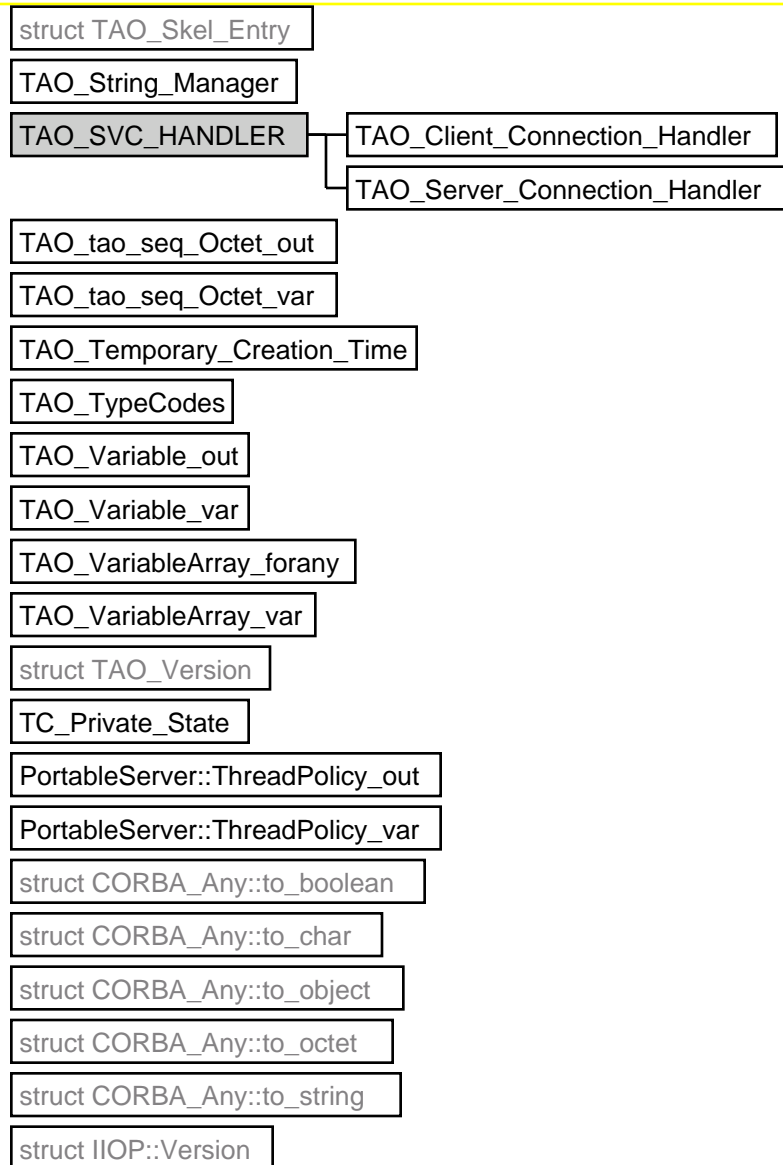 struct TAO_Skel_Entry
TAO_String_Manager
TAO_SVC_HANDLER
TAO_Client_Connection_Handler
TAO_Server_Connection_Handler
TAO_tao_seq_Octet_out
TAO_tao_seq_Octet_var
TAO_Temporary_Creation_Time
TAO_TypeCodes
TAO_Variable_out
TAO_Variable_var
TAO_VariableArray_forany
TAO_VariableArray_var
struct TAO_Version
TC_Private_State
PortableServer::ThreadPolicy_out
PortableServer::ThreadPolicy_var
struct CORBA_Any::to_boolean
struct CORBA_Any::to_char
struct CORBA_Any::to_object
struct CORBA_Any::to_octet
struct CORBA_Any::to_string
struct IIOP::Version